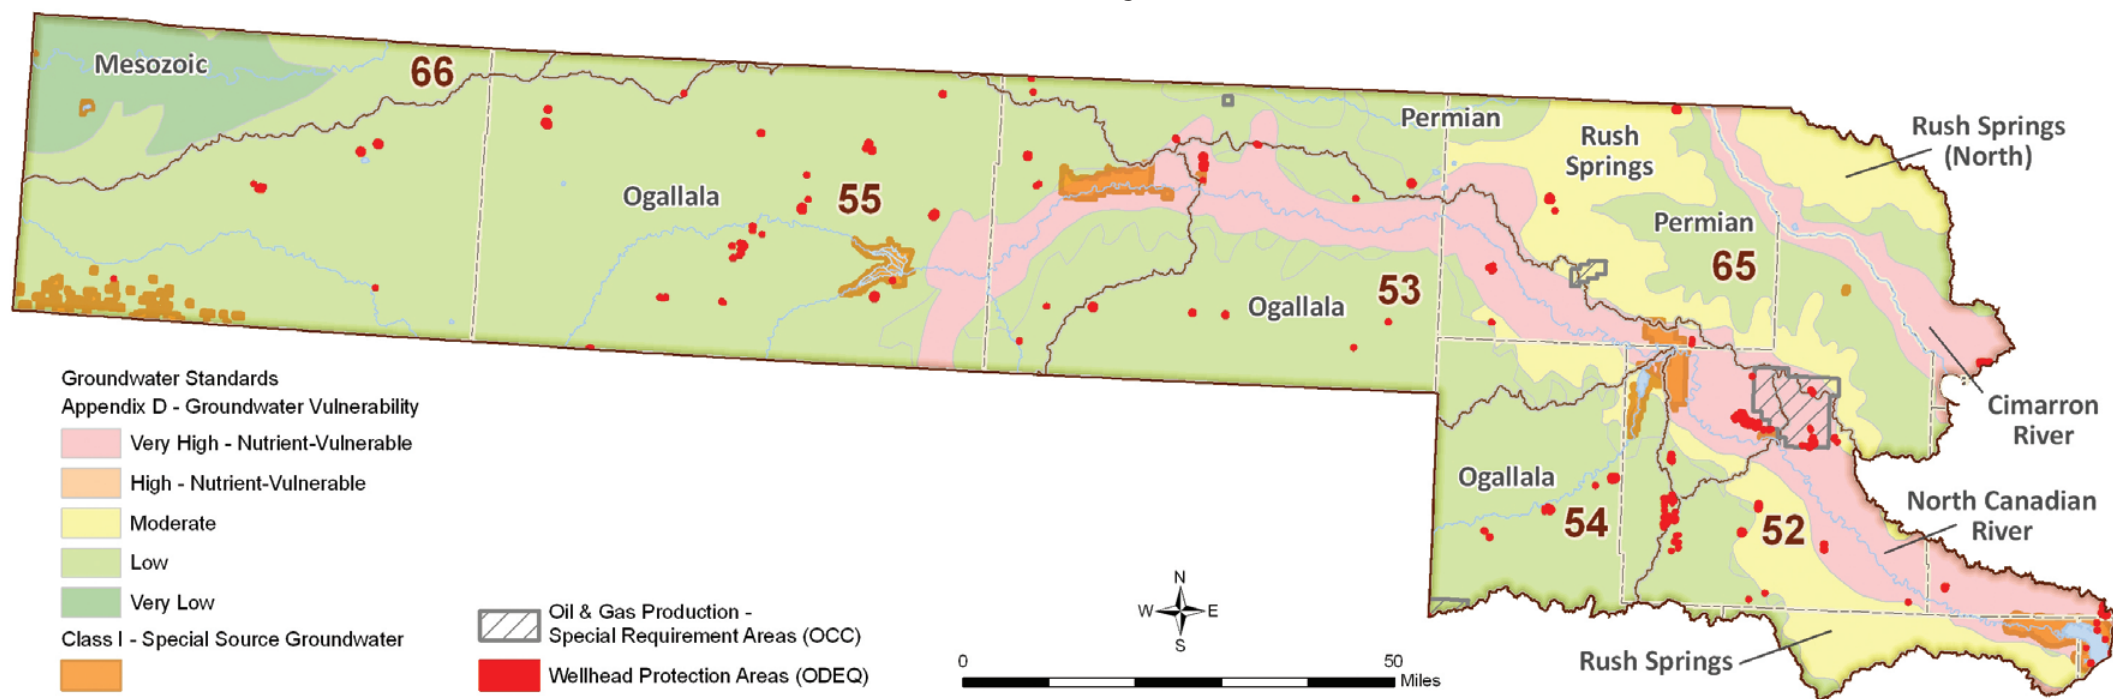 Mesozoic
66
Ogallala
55
Permian
Rush
Springs
Rush Springs
(North)
Permian
65
53
Ogallala
Cimarron
River
Ogallala
54
52
North Canadian
River
Rush Springs
Groundwater Standards
Appendix D - Groundwater Vulnerability
Very High - Nutrient-Vulnerable
High - Nutrient-Vulnerable
Moderate
Low
Very Low
Class I - Special Source Groundwater
Oil & Gas Production -
Special Requirement Areas (OCC)
Wellhead Protection Areas (ODEQ)
N
W E
S
0 50
Miles